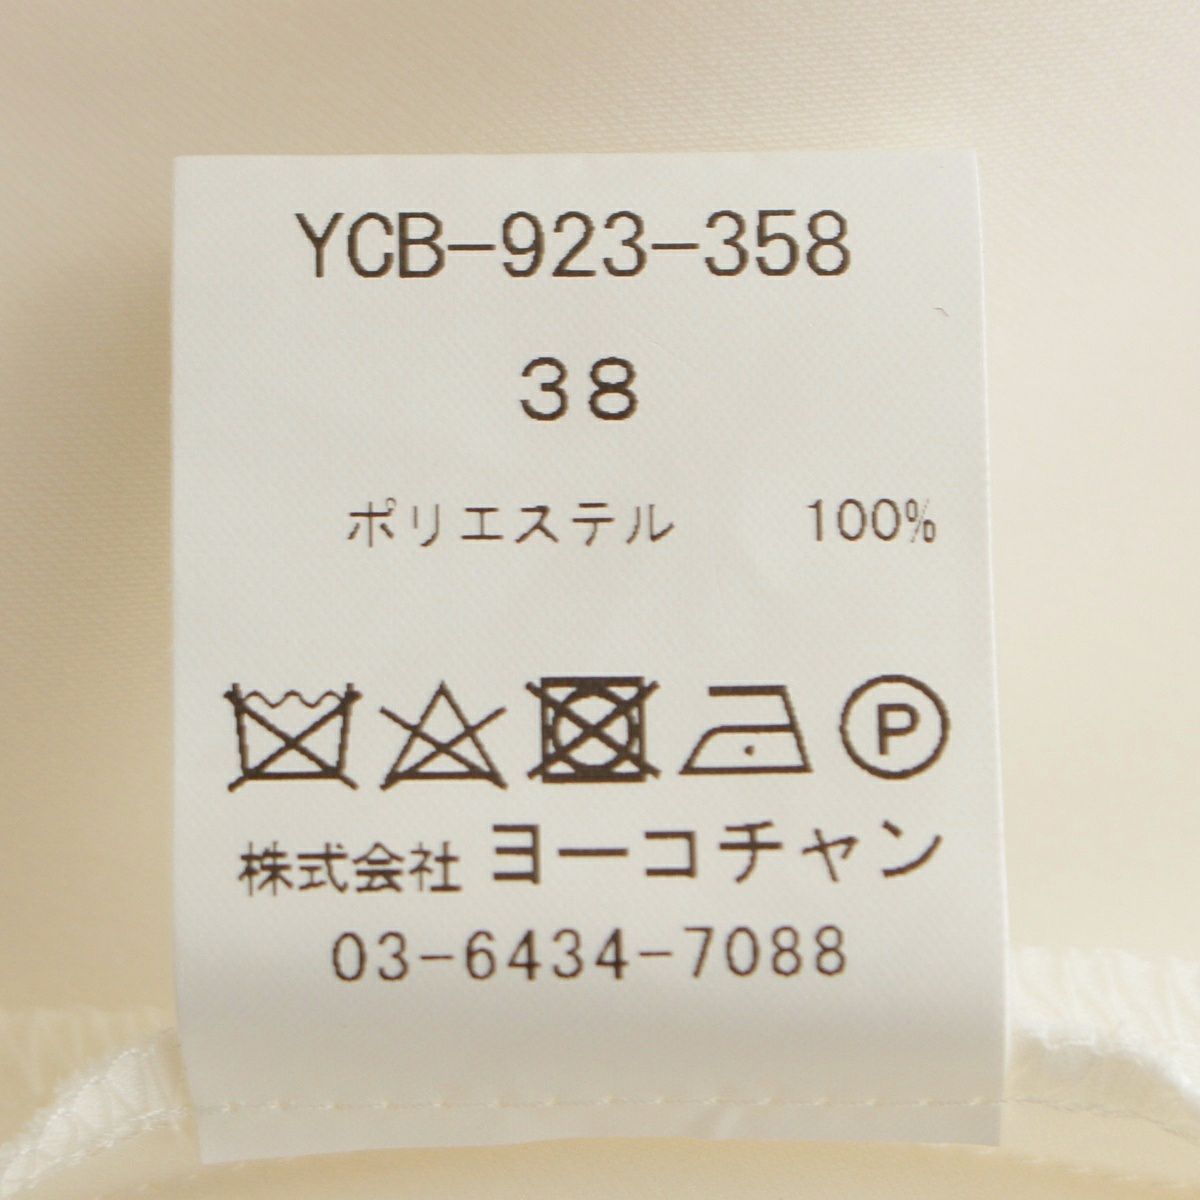 YCB-923-358
38
ポリエステル 100%
P
株式会社 ヨーコチャン
03-6434-7088